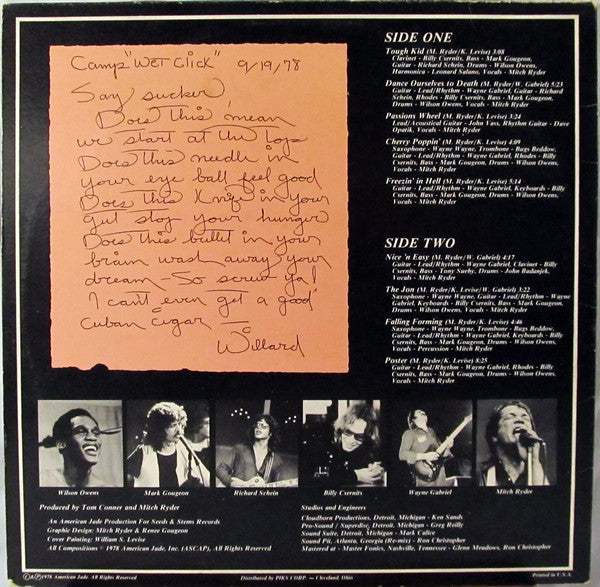 Camp "Wet Click" 9/19/78
Say sucker
Does this mean
we start at the top
Does this needle in
your eye ball feel good
Does this Knife in your
gut stop your hunger
Does this bullet in your
brain wash away your
dream. So screw ya!
I can't even get a good
Cuban Cigar
Willard
SIDE ONE
Tough Kid (M. Ryder/K. Levise) 3:08
Clavinet - Billy Csernits, Bass - Mark Gougeon,
Guitar - Richard Schein, Drums - Wilson Owens,
Harmonica - Leonard Salano, Vocals - Mitch Ryder
Dance Ourselves to Death (M. Ryder/W. Gabriel) 5:23
Guitar - Lead/Rhythm - Wayne Gabriel, Guitar - Richard
Schein, Rhodes - Billy Csernits, Bass - Mark Gougeon,
Drums - Wilson Owens, Vocals - Mitch Ryder
Passions Wheel (M. Ryder/K. Levise) 3:24
Lead/Acoustical Guitar - John Vass, Rhythm Guitar - Dave
Opatik, Vocals - Mitch Ryder
Cherry Poppin' (M. Ryder/K. Levise) 4:09
Saxophone - Wayne Wayne, Trombone - Bugs Beddow,
Guitar - Lead/Rhythm - Wayne Gabriel, Rhodes - Billy
Csernits, Bass - Mark Gougeon, Drums - Wilson Owens,
Vocals - Mitch Ryder
Freezin' in Hell (M. Ryder/K. Levise) 5:14
Guitar - Lead/Rhythm - Wayne Gabriel, Keyboards - Billy
Csernits, Bass - Mark Gougeon, Drums - Wilson Owens,
Vocals - Mitch Ryder
SIDE TWO
Nice 'n Easy (M. Ryder/K. Levise) 4:17
Guitar - Lead/Rhythm - Wayne Gabriel, Clavinet - Billy
Csernits, Bass - Tony Suehy, Drums - John Badanjek,
Vocals - Mitch Ryder
The Jon (M. Ryder/K. Levise/W. Gabriel) 3:22
Saxophone - Wayne Wayne, Guitar - Lead/Rhythm - Wayne
Gabriel, Keyboards - Billy Csernits, Bass - Mark Gougeon,
Drums - Wilson Owens, Vocals - Mitch Ryder
Falling Forming (M. Ryder/K. Levise) 4:46
Saxophone - Wayne Wayne, Trombone - Bugs Beddow,
Guitar - Lead/Rhythm - Wayne Gabriel, Keyboards - Billy
Csernits, Bass - Mark Gougeon, Drums - Wilson Owens,
Vocals - Percussion - Mitch Ryder
Poster (M. Ryder/K. Levise) 8:25
Guitar - Lead/Rhythm - Wayne Gabriel, Rhodes - Billy
Csernits, Bass - Mark Gougeon, Drums - Wilson Owens,
Vocals - Mitch Ryder
Wilson Owens
Mark Gougeon
Richard Schein
Billy Csernits
Wayne Gabriel
Mitch Ryder
Produced by Tom Conner and Mitch Ryder
An American Jade Production For Seeds & Stems Records
Graphic Design: Mitch Ryder & Renee Gougeon
Cover Painting: William S. Levise
All Compositions © 1978 American Jade, Inc. (ASCAP), All Rights Reserved
Studios and Engineers
Cloudborn Productions, Detroit, Michigan - Ken Sands
Pro-Sound / Superdisc, Detroit, Michigan - Greg Reilly
Sound Suite, Detroit, Michigan - Mark Calice
Sound Pit, Atlanta, Georgia (Re-mix) - Ron Christopher
Mastered at - Master Fonics, Nashville, Tennessee - Glenn Meadows, Ron Christopher
©&℗1978 American Jade. All Rights Reserved
Distributed by PIKS CORP. — Cleveland, Ohio
Printed in U.S.A.